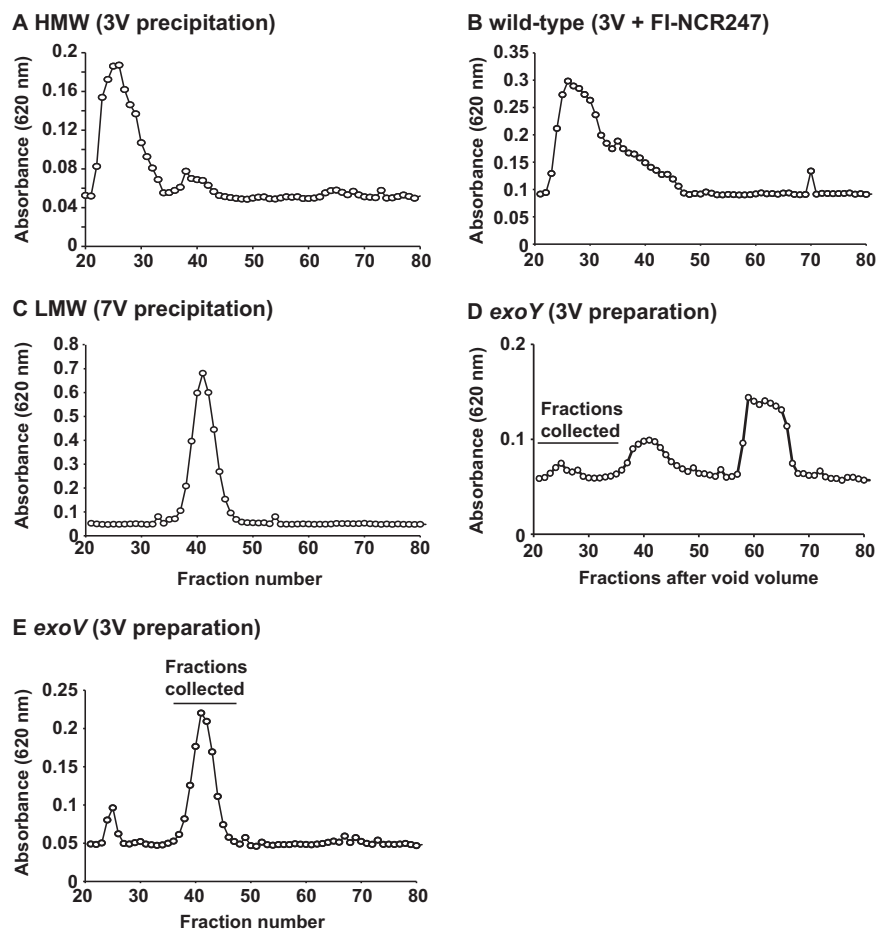 A HMW (3V precipitation)
0.2
0.16
0.12
0.08
0.04
0
Absorbance (620 nm)
20 30 40 50 60 70 80
B wild-type (3V + Fl-NCR247)
0.35
0.3
0.25
0.2
0.15
0.1
0.05
0
Absorbance (620 nm)
20 30 40 50 60 70 80
C LMW (7V precipitation)
0.8
0.7
0.6
0.5
0.4
0.3
0.2
0.1
0
Absorbance (620 nm)
20 30 40 50 60 70 80
Fraction number
D exoY (3V preparation)
0.2
0.1
0
Absorbance (620 nm)
Fractions
collected
20 30 40 50 60 70 80
Fractions after void volume
E exoV (3V preparation)
Fractions
collected
0.25
0.2
0.15
0.1
0.05
0
Absorbance (620 nm)
20 30 40 50 60 70 80
Fraction number